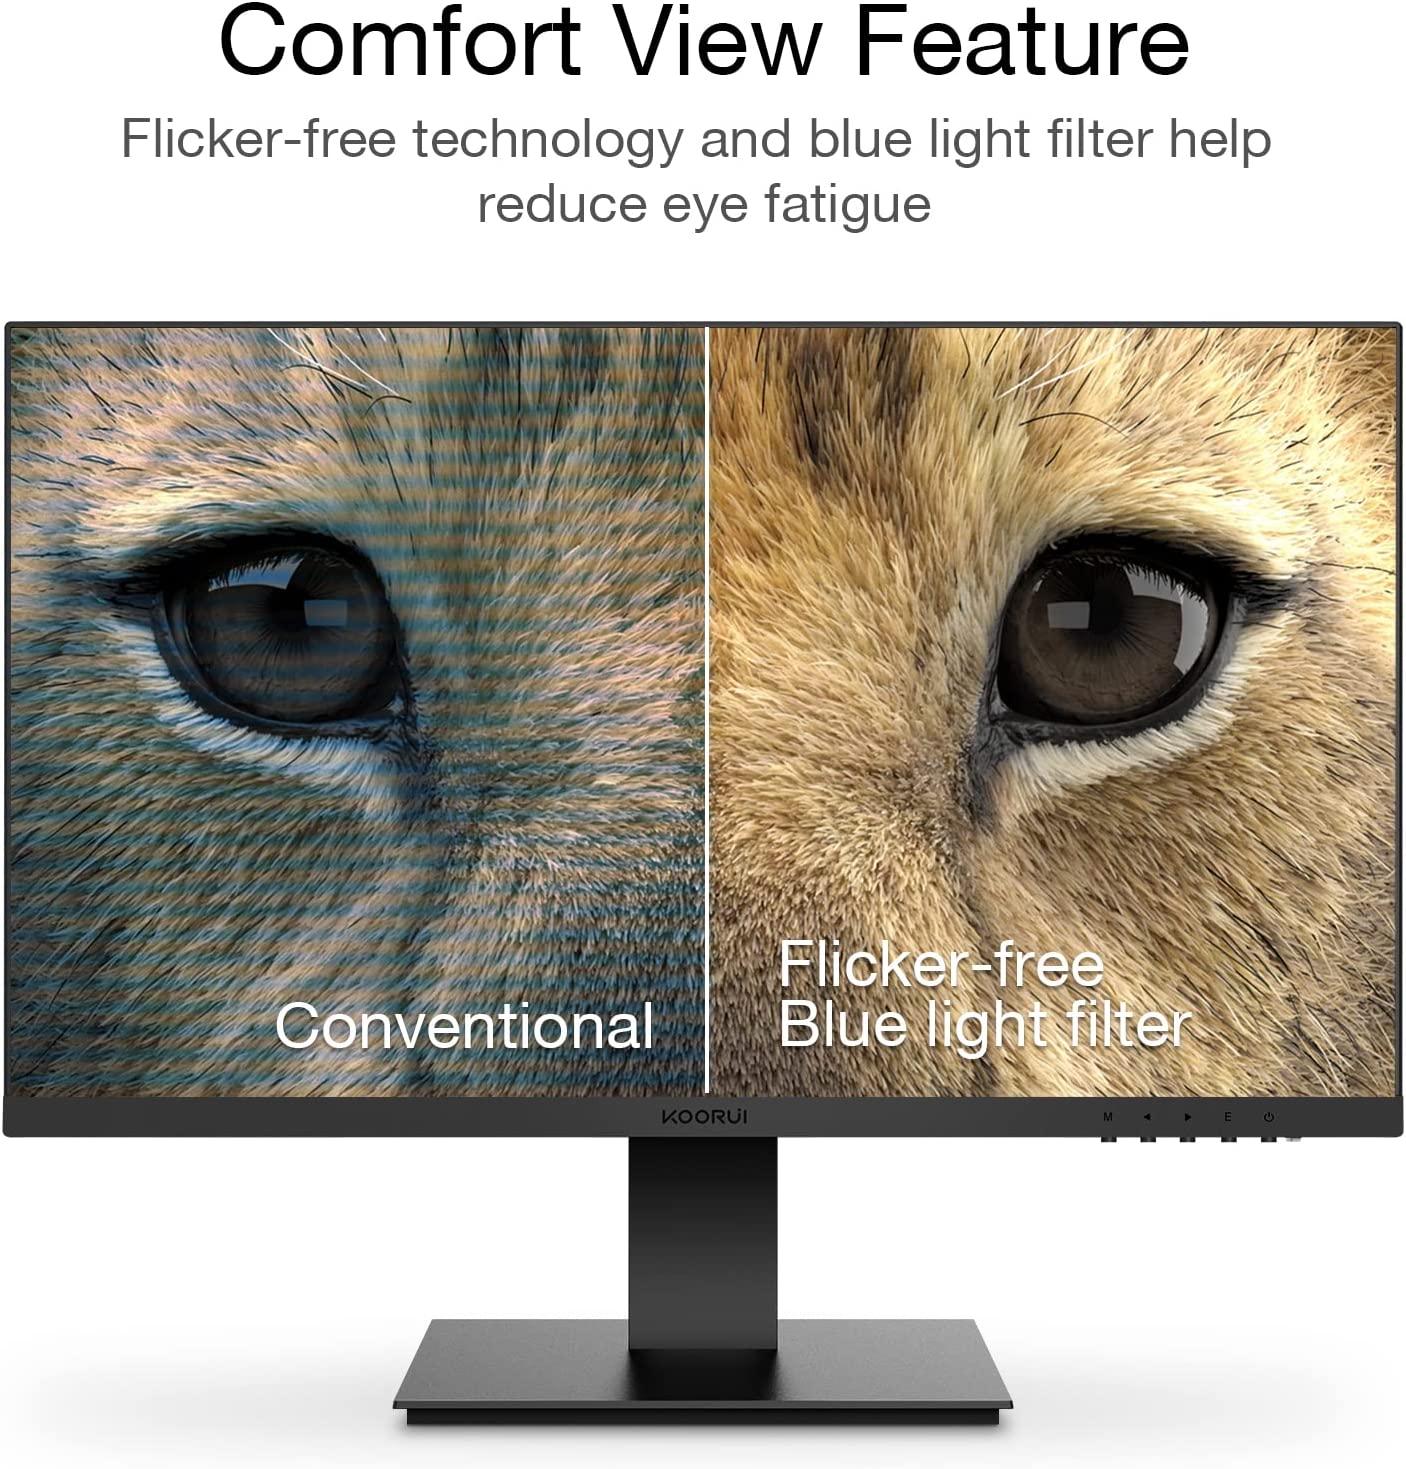 Comfort View Feature
Flicker-free technology and blue light filter help
reduce eye fatigue
Conventional
Flicker-free
Blue light filter
KOORUI
M ◄ ► E ⏻